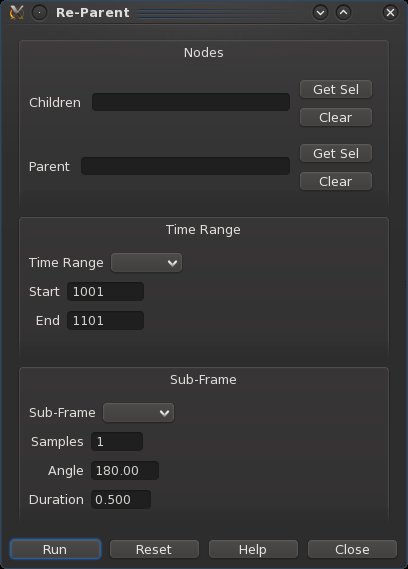 Re-Parent
Nodes
Children
Get Sel
Clear
Parent
Get Sel
Clear
Time Range
Time Range
Start 1001
End 1101
Sub-Frame
Sub-Frame
Samples 1
Angle 180.00
Duration 0.500
Run Reset Help Close